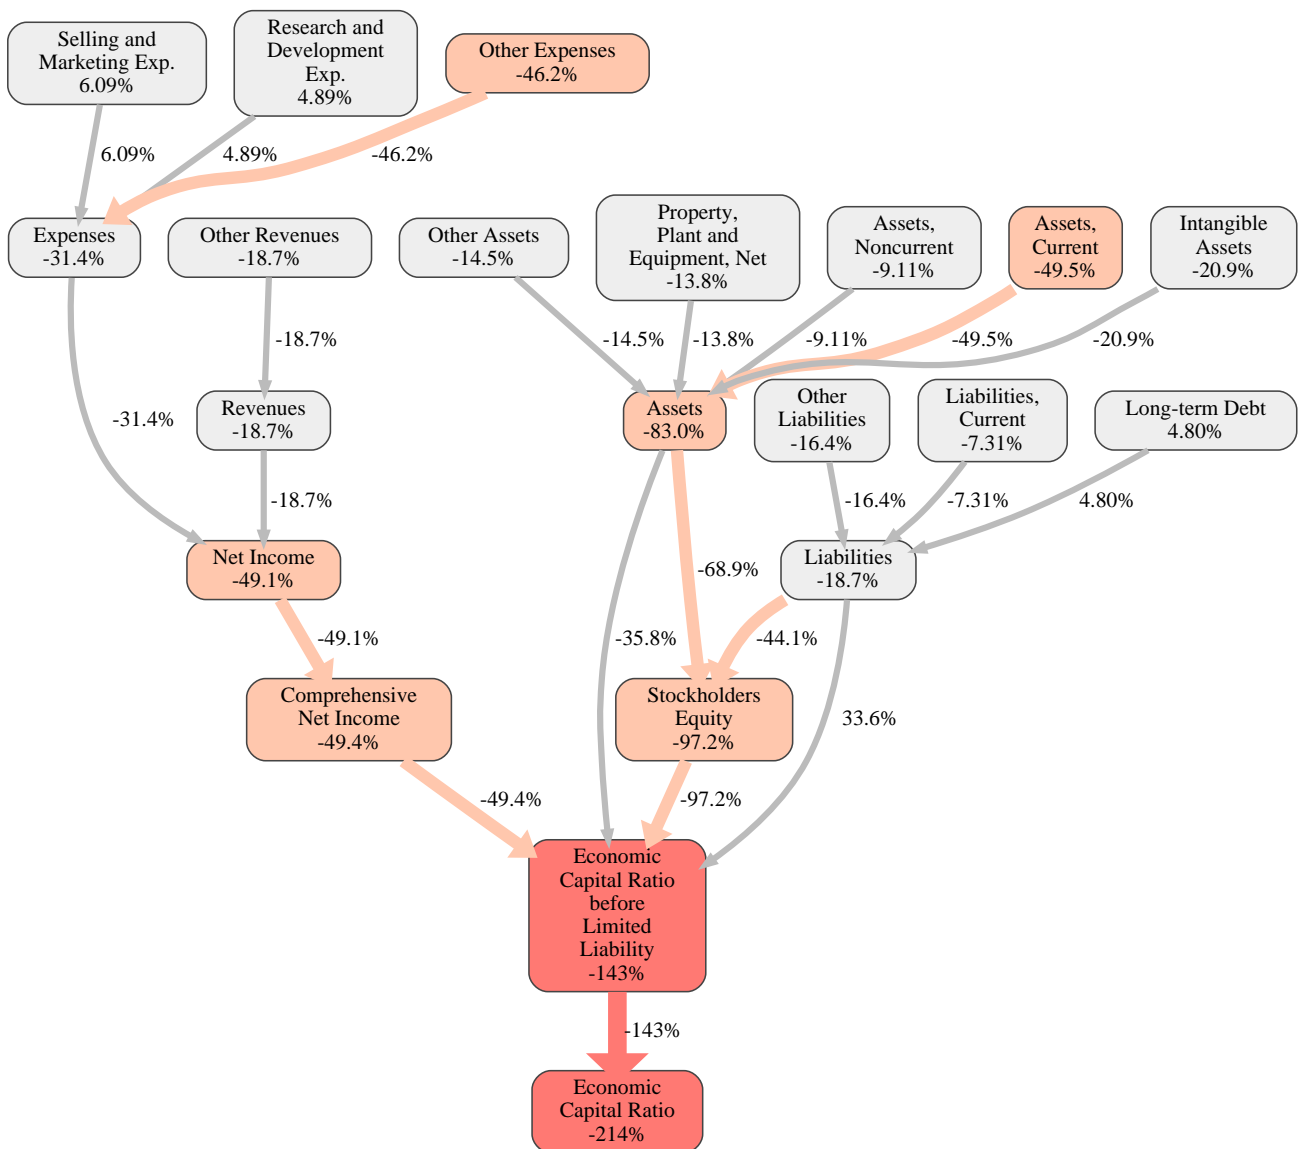 Selling and
Marketing Exp.
6.09%
Research and
Development
Exp.
4.89%
Other Expenses
-46.2%
6.09%
4.89%
-46.2%
Expenses
-31.4%
Other Revenues
-18.7%
Other Assets
-14.5%
Property,
Plant and
Equipment, Net
-13.8%
Assets,
Noncurrent
-9.11%
Assets,
Current
-49.5%
Intangible
Assets
-20.9%
-18.7%
-14.5%
-13.8%
-9.11%
-49.5%
-20.9%
-31.4%
Revenues
-18.7%
Assets
-83.0%
Other
Liabilities
-16.4%
Liabilities,
Current
-7.31%
Long-term Debt
4.80%
-18.7%
-16.4%
-7.31%
4.80%
Net Income
-49.1%
-68.9%
Liabilities
-18.7%
-49.1%
-35.8%
-44.1%
Comprehensive
Net Income
-49.4%
Stockholders
Equity
-97.2%
33.6%
-49.4%
-97.2%
Economic
Capital Ratio
before
Limited
Liability
-143%
-143%
Economic
Capital Ratio
-214%